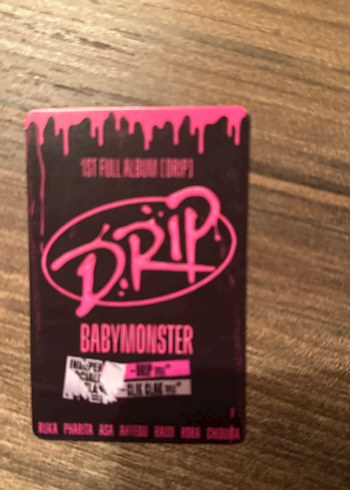 1ST FULL ALBUM [DRIP]
DRIP
BABYMONSTER
DRIP
CLIK CLAK
RUKA PHARITA ASA AHYEON RAMI RORA CHIQUITA